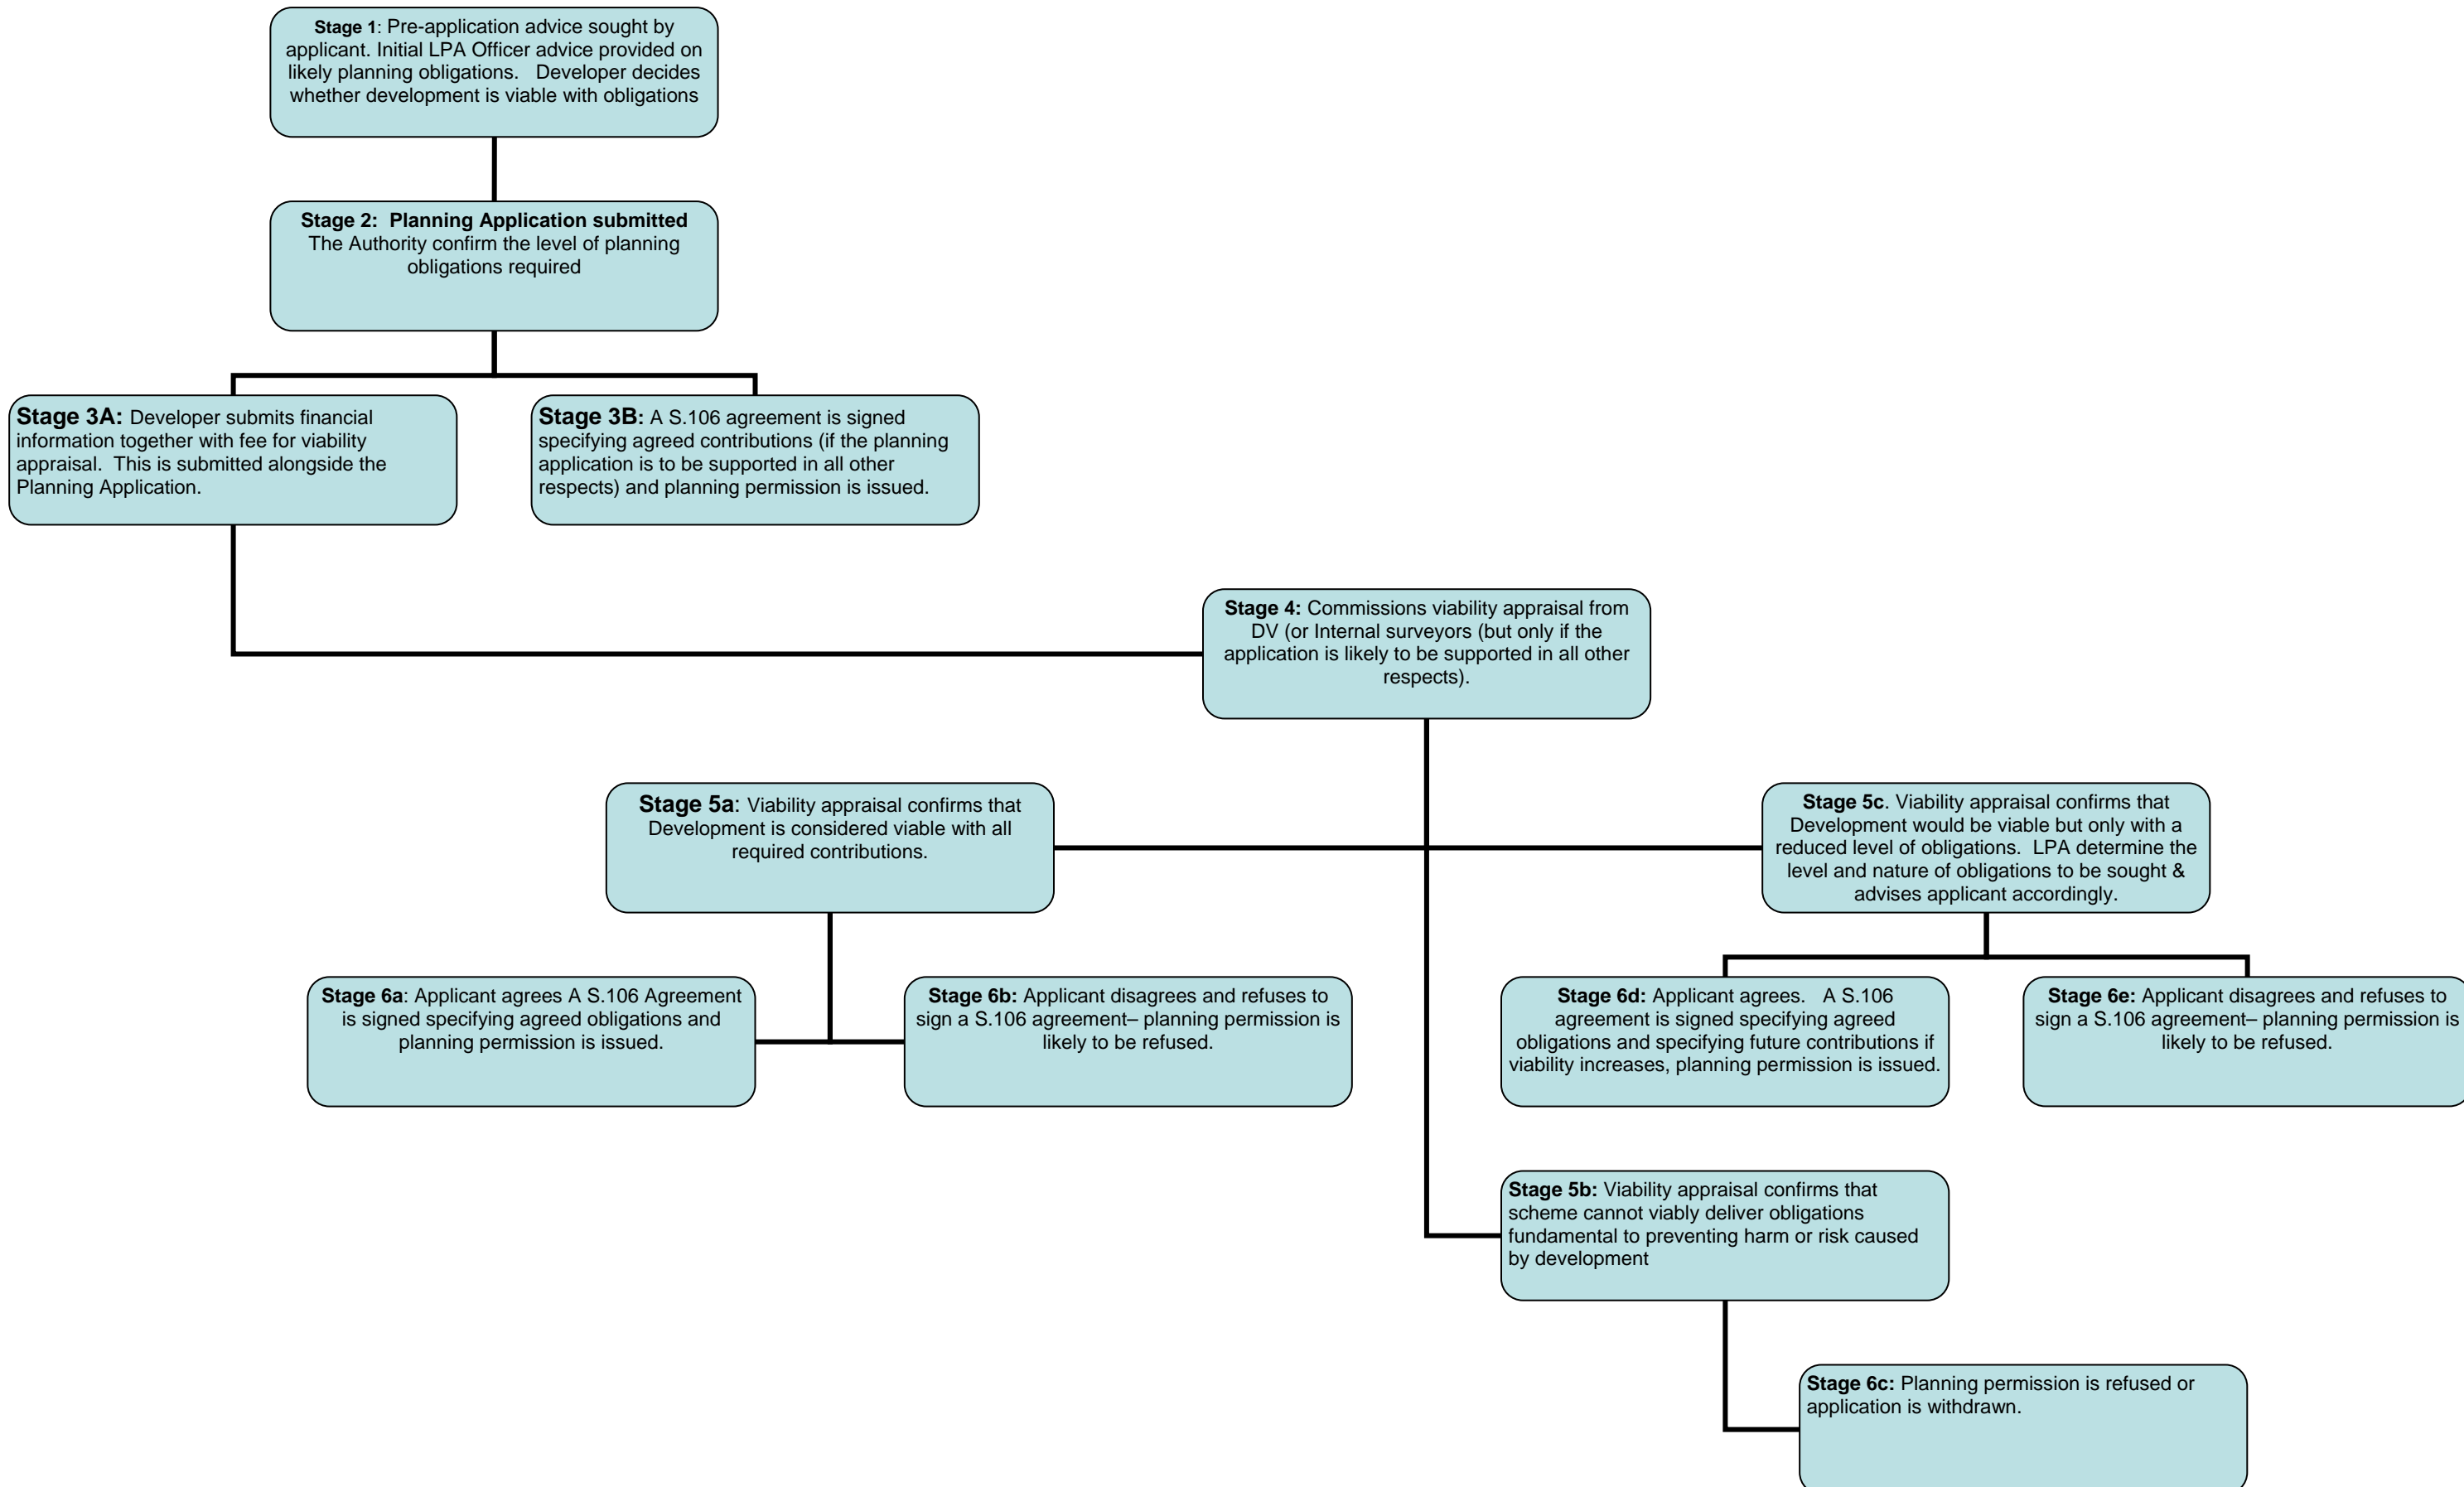 Stage 1: Pre-application advice sought by
applicant. Initial LPA Officer advice provided on
likely planning obligations.   Developer decides
whether development is viable with obligations
Stage 2:  Planning Application submitted
The Authority confirm the level of planning
obligations required
Stage 3A: Developer submits financial
information together with fee for viability
appraisal.  This is submitted alongside the
Planning Application.
Stage 3B: A S.106 agreement is signed
specifying agreed contributions (if the planning
application is to be supported in all other
respects) and planning permission is issued.
Stage 4: Commissions viability appraisal from
DV (or Internal surveyors (but only if the
application is likely to be supported in all other
respects).
Stage 5a: Viability appraisal confirms that
Development is considered viable with all
required contributions.
Stage 5c. Viability appraisal confirms that
Development would be viable but only with a
reduced level of obligations.  LPA determine the
level and nature of obligations to be sought &
advises applicant accordingly.
Stage 6a: Applicant agrees A S.106 Agreement
is signed specifying agreed obligations and
planning permission is issued.
Stage 6b: Applicant disagrees and refuses to
sign a S.106 agreement– planning permission is
likely to be refused.
Stage 6d: Applicant agrees.   A S.106
agreement is signed specifying agreed
obligations and specifying future contributions if
viability increases, planning permission is issued.
Stage 6e: Applicant disagrees and refuses to
sign a S.106 agreement– planning permission is
likely to be refused.
Stage 5b: Viability appraisal confirms that
scheme cannot viably deliver obligations
fundamental to preventing harm or risk caused
by development
Stage 6c: Planning permission is refused or
application is withdrawn.